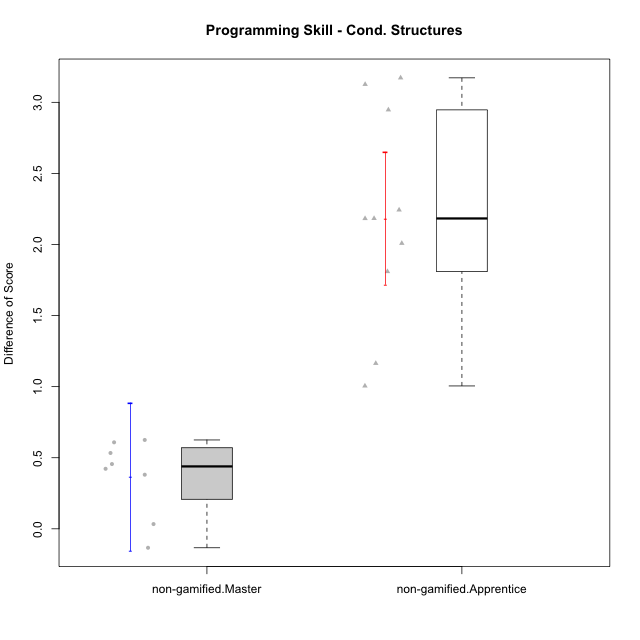 Programming Skill - Cond. Structures
Difference of Score
3.0
2.5
2.0
1.5
1.0
0.5
0.0
non-gamified.Master
non-gamified.Apprentice